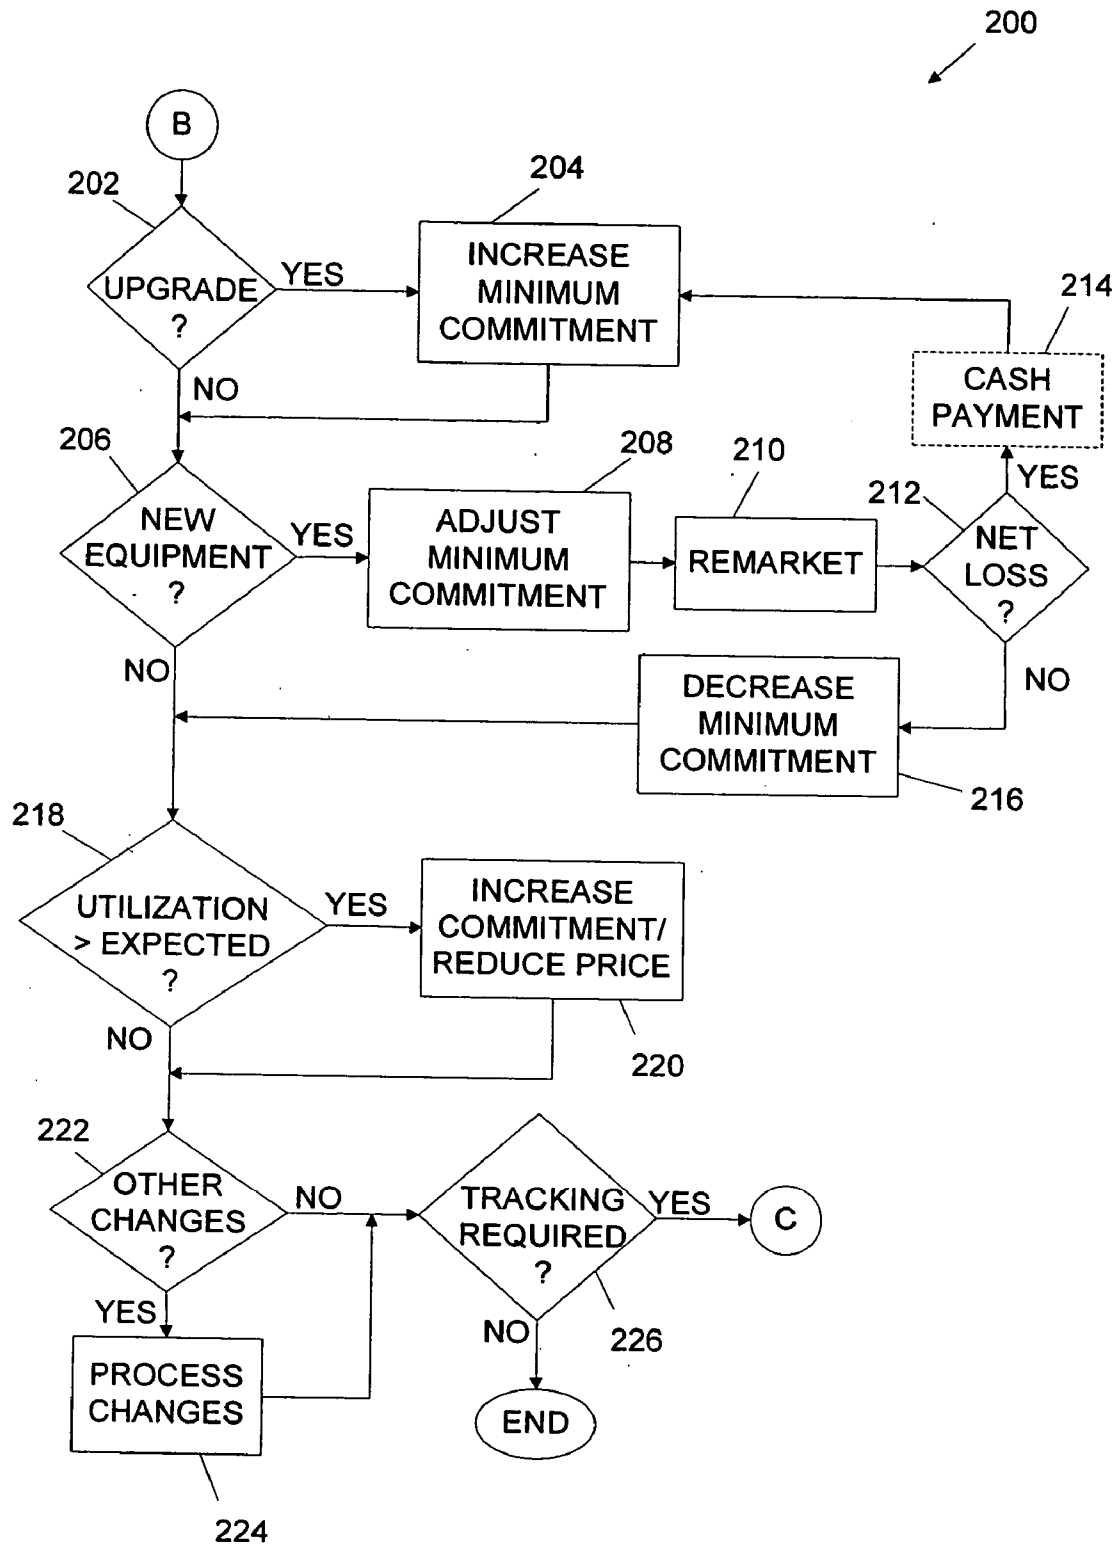 200
B
202
204
UPGRADE
?
YES
INCREASE
MINIMUM
COMMITMENT
214
CASH
PAYMENT
NO
206
208
210
212
YES
NEW
EQUIPMENT
?
YES
ADJUST
MINIMUM
COMMITMENT
REMARKET
NET
LOSS
?
NO
NO
DECREASE
MINIMUM
COMMITMENT
216
218
UTILIZATION
> EXPECTED
?
YES
INCREASE
COMMITMENT/
REDUCE PRICE
NO
220
222
OTHER
CHANGES
?
NO
TRACKING
REQUIRED
?
YES
C
YES
NO
226
PROCESS
CHANGES
END
224